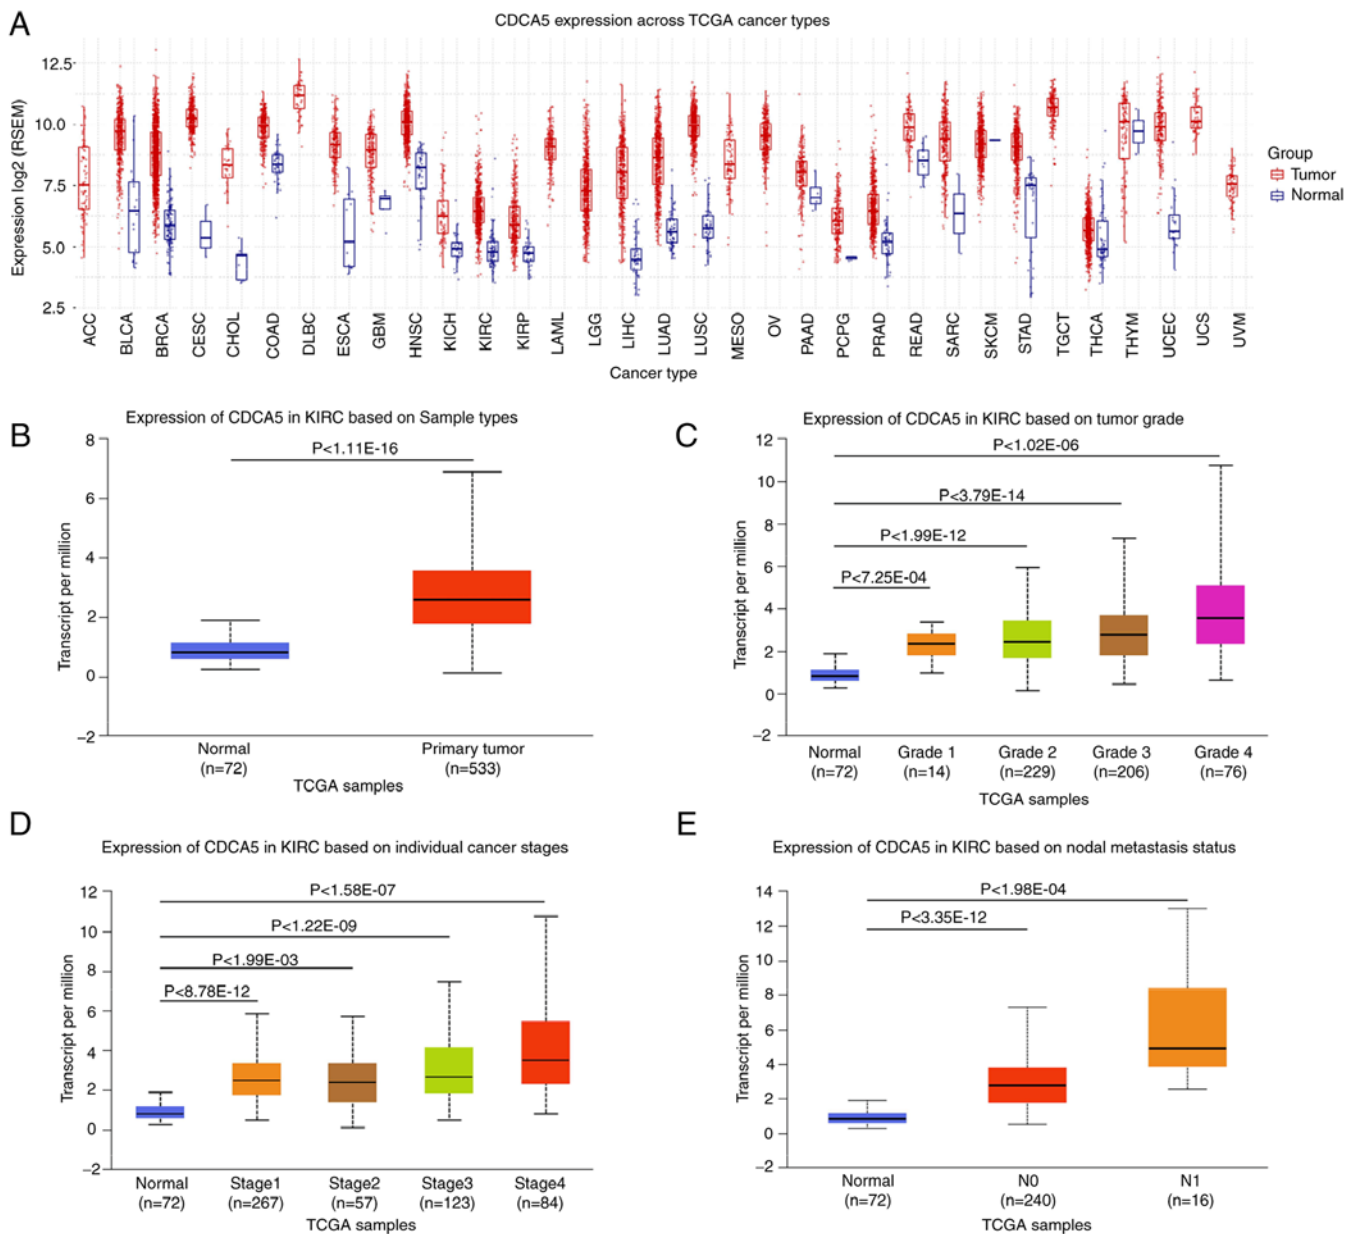 A
CDCA5 expression across TCGA cancer types
Expression log2 (RSEM)
12.5
10.0
7.5
5.0
2.5
ACC
BLCA
BRCA
CESC
CHOL
COAD
DLBC
ESCA
GBM
HNSC
KICH
KIRC
KIRP
LAML
LGG
LIHC
LUAD
LUSC
MESO
OV
PAAD
PCPG
PRAD
READ
SARC
SKCM
STAD
TGCT
THCA
THYM
UCEC
UCS
UVM
Cancer type
Group
Tumor
Normal
B
Expression of CDCA5 in KIRC based on Sample types
P<1.11E-16
Transcript per million
8
6
4
2
0
−2
Normal
(n=72)
Primary tumor
(n=533)
TCGA samples
C
Expression of CDCA5 in KIRC based on tumor grade
P<1.02E-06
P<3.79E-14
P<1.99E-12
P<7.25E-04
Transcript per million
12
10
8
6
4
2
0
−2
Normal
(n=72)
Grade 1
(n=14)
Grade 2
(n=229)
Grade 3
(n=206)
Grade 4
(n=76)
TCGA samples
D
Expression of CDCA5 in KIRC based on individual cancer stages
P<1.58E-07
P<1.22E-09
P<1.99E-03
P<8.78E-12
Transcript per million
12
10
8
6
4
2
0
−2
Normal
(n=72)
Stage1
(n=267)
Stage2
(n=57)
Stage3
(n=123)
Stage4
(n=84)
TCGA samples
E
Expression of CDCA5 in KIRC based on nodal metastasis status
P<1.98E-04
P<3.35E-12
Transcript per million
14
12
10
8
6
4
2
0
−2
Normal
(n=72)
N0
(n=240)
N1
(n=16)
TCGA samples